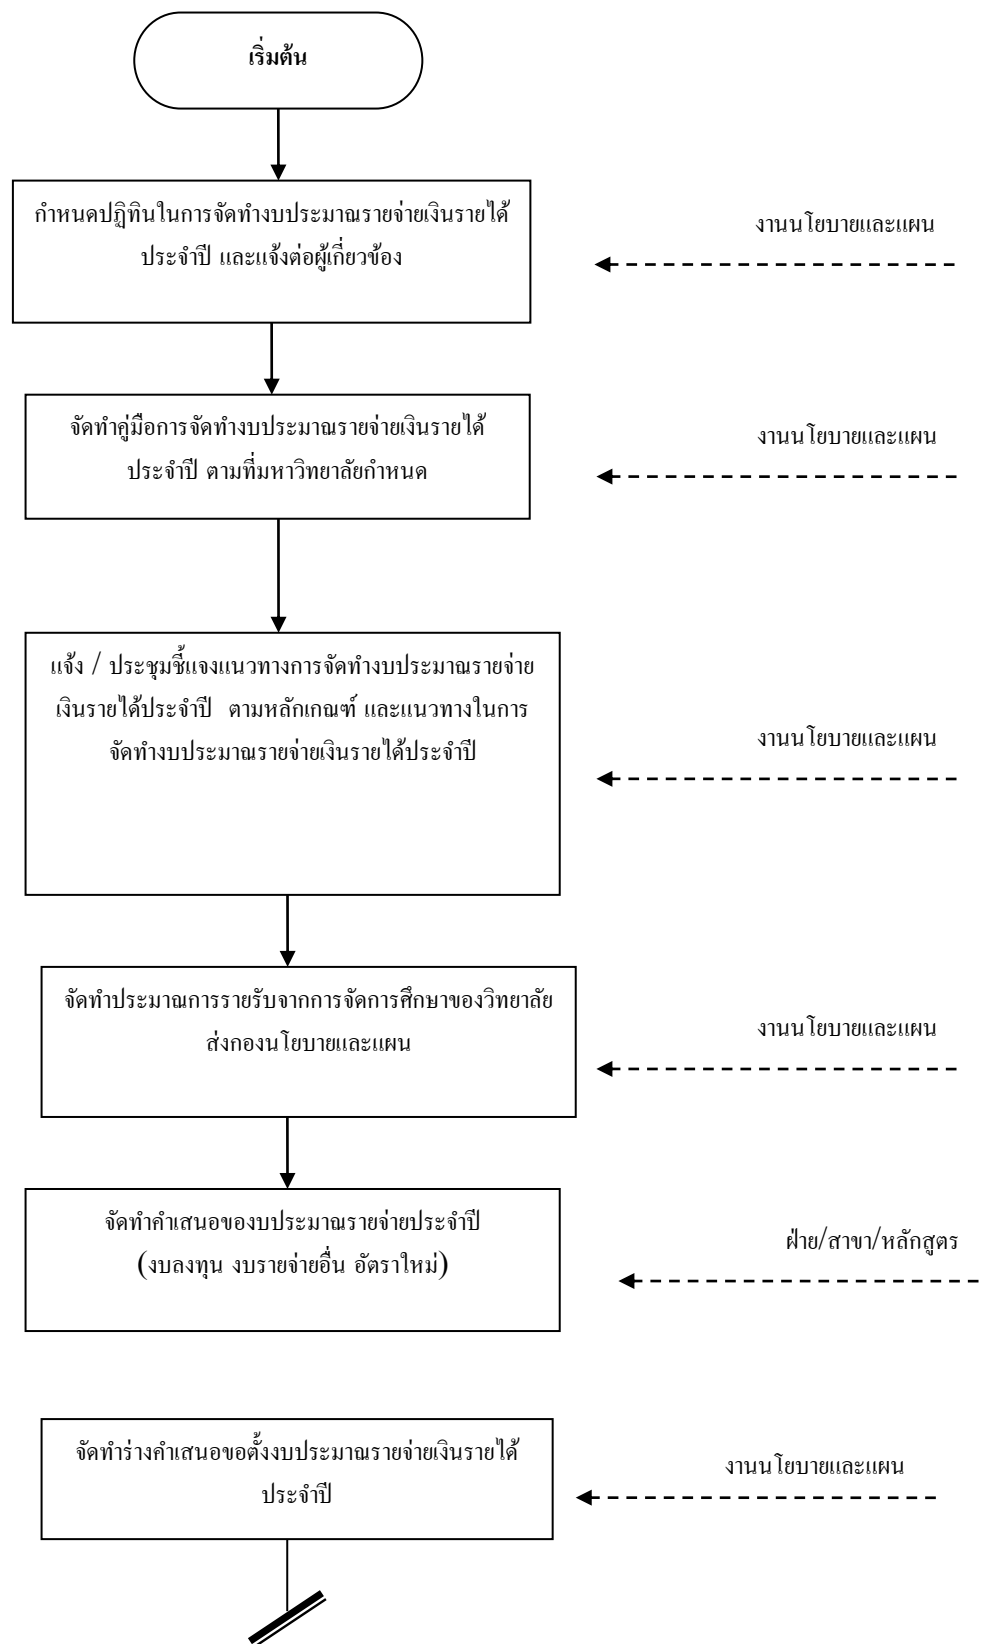 เริ่มต้น
กำหนดปฏิทินในการจัดทำงบประมาณรายจ่ายเงินรายได้
ประจำปี และแจ้งต่อผู้เกี่ยวข้อง
งานนโยบายและแผน
จัดทำคู่มือการจัดทำงบประมาณรายจ่ายเงินรายได้
ประจำปี ตามที่มหาวิทยาลัยกำหนด
งานนโยบายและแผน
แจ้ง / ประชุมชี้แจงแนวทางการจัดทำงบประมาณรายจ่าย
เงินรายได้ประจำปี ตามหลักเกณฑ์ และแนวทางในการ
จัดทำงบประมาณรายจ่ายเงินรายได้ประจำปี
งานนโยบายและแผน
จัดทำประมาณการรายรับจากการจัดการศึกษาของวิทยาลัย
ส่งกองนโยบายและแผน
งานนโยบายและแผน
จัดทำคำเสนอของบประมาณรายจ่ายประจำปี
(งบลงทุน งบรายจ่ายอื่น อัตราใหม่)
ฝ่าย/สาขา/หลักสูตร
จัดทำร่างคำเสนอขอตั้งงบประมาณรายจ่ายเงินรายได้
ประจำปี
งานนโยบายและแผน